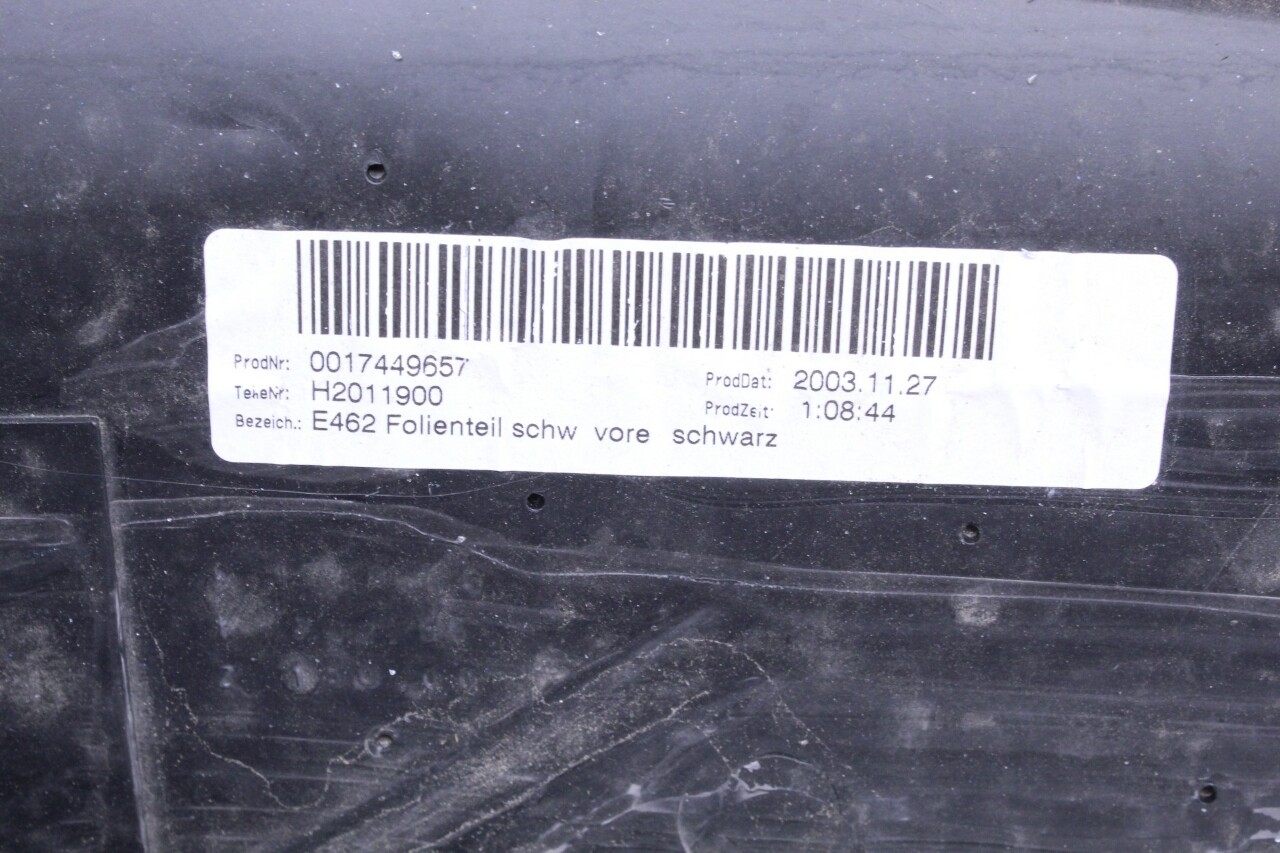 ProdNr: 0017449657
TeileNr: H2011900
Bezeich.: E462 Folienteil schw vore schwarz
ProdDat: 2003.11.27
ProdZeit: 1:08:44